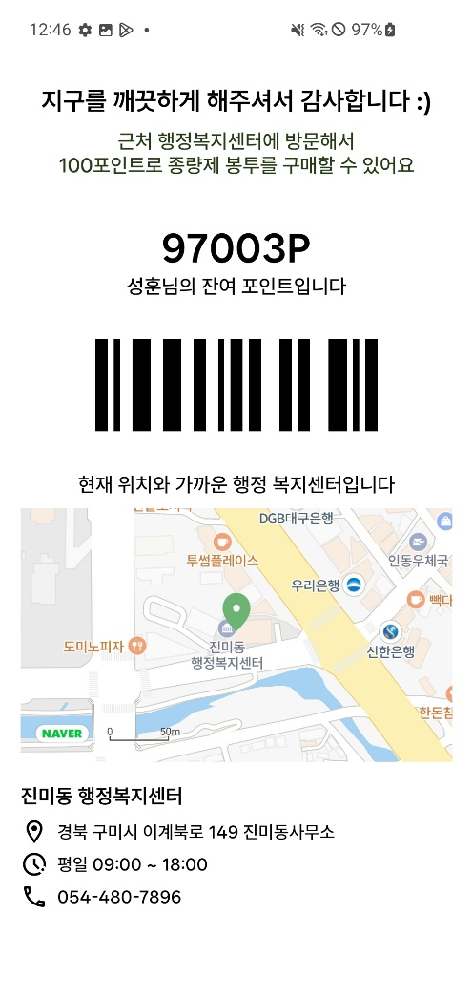 12:46 97%
지구를 깨끗하게 해주셔서 감사합니다 :)
근처 행정복지센터에 방문해서
100포인트로 종량제 봉투를 구매할 수 있어요
97003P
성훈님의 잔여 포인트입니다
현재 위치와 가까운 행정 복지센터입니다
DGB대구은행
투썸플레이스
인동우체국
우리은행
빽다
도미노피자
진미동
행정복지센터
신한은행
한돈참
NAVER
0 50m
진미동 행정복지센터
경북 구미시 이계북로 149 진미동사무소
평일 09:00 ~ 18:00
054-480-7896